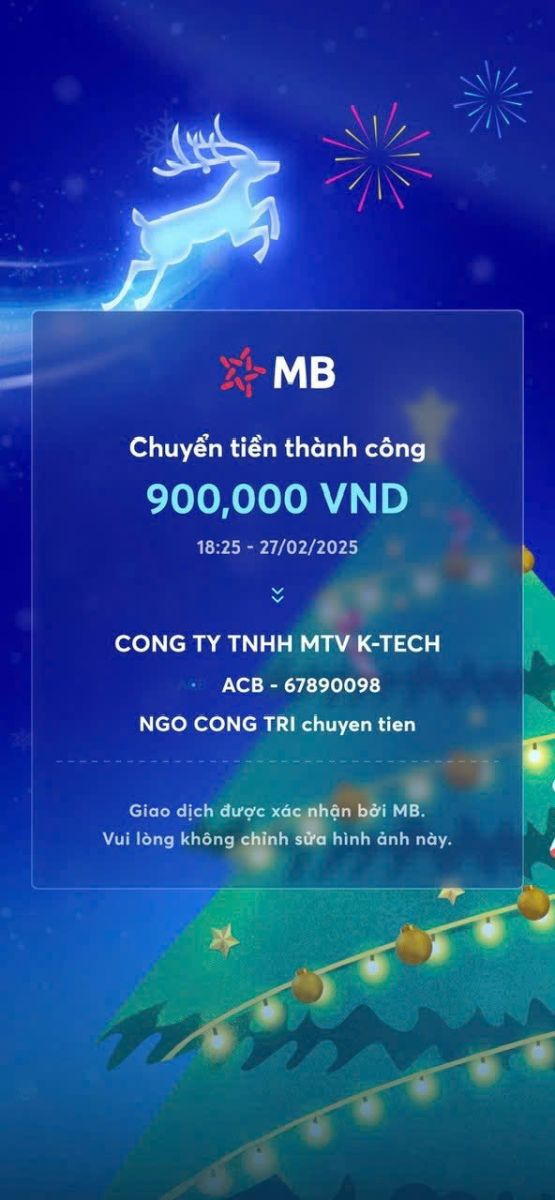 MB
Chuyển tiền thành công
900,000 VND
18:25 - 27/02/2025
CONG TY TNHH MTV K-TECH
ACB ACB - 67890098
NGO CONG TRI chuyen tien
Giao dịch được xác nhận bởi MB.
Vui lòng không chỉnh sửa hình ảnh này.